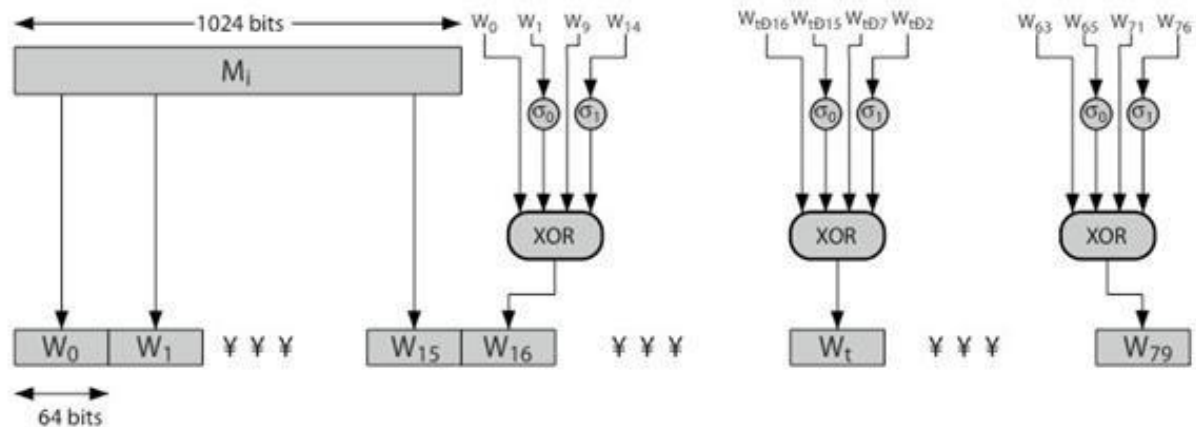 1024 bits
W0 W1 W9 W14
WtÐ16 WtÐ15 WtÐ7 WtÐ2
W63 W65 W71 W76
Mi
σ0 σ1
σ0 σ1
σ0 σ1
XOR
XOR
XOR
W0 W1 ¥ ¥ ¥ W15 W16 ¥ ¥ ¥ Wt ¥ ¥ ¥ W79
64 bits